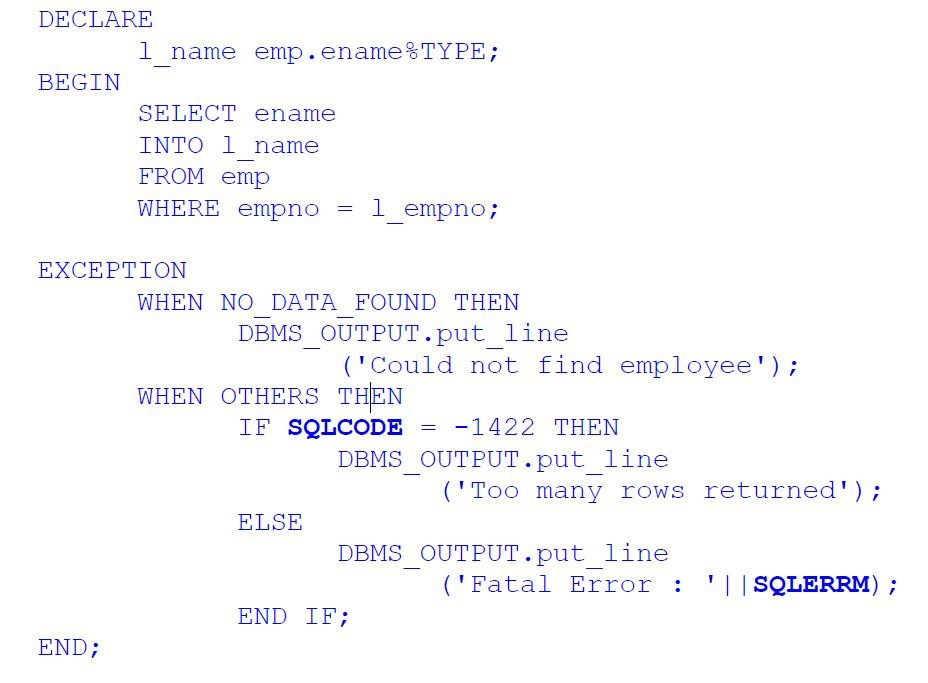 DECLARE
l_name emp.ename%TYPE;
BEGIN
SELECT ename
INTO l_name
FROM emp
WHERE empno = l_empno;
EXCEPTION
WHEN NO_DATA_FOUND THEN
DBMS_OUTPUT.put_line
('Could not find employee');
WHEN OTHERS THEN
IF SQLCODE = -1422 THEN
DBMS_OUTPUT.put_line
('Too many rows returned');
ELSE
DBMS_OUTPUT.put_line
('Fatal Error : '||SQLERRM);
END IF;
END;